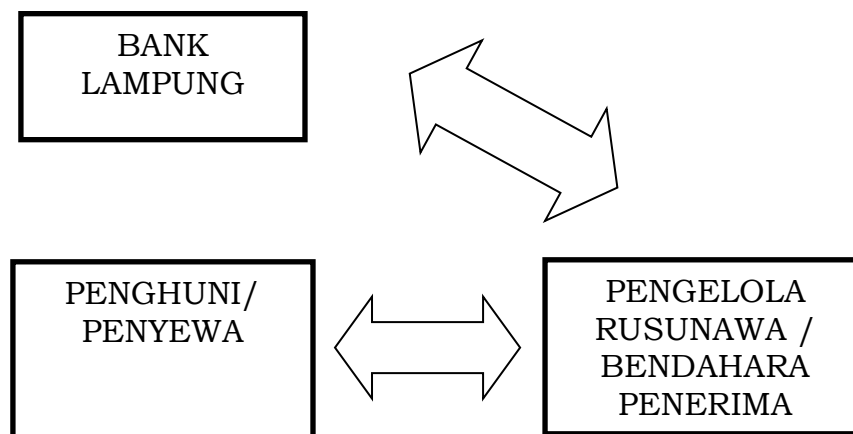 BANK
LAMPUNG
PENGHUNI/
PENYEWA
PENGELOLA
RUSUNAWA /
BENDAHARA
PENERIMA